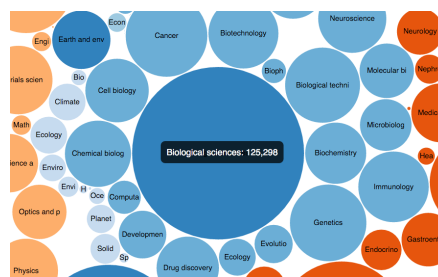 Econ
Neuroscience
Engi
Earth and env
Cancer
Biotechnology
Neurology
rials scien
Bio
Bioph
Molecular bi
Nephr
Cell biology
Biological techni
Climate
Medic
Math
Microbiolog
Ecology
Biological sciences: 125,298
Chemical biolog
Biochemistry
Hea
ience a
Enviro
Envi
H
Oce
Computa
Immunology
Optics and p
Planet
Genetics
Developmen
Solid
Evolutio
Endocrino
Gastroent
Sp
Ecology
Drug discovery
Physics